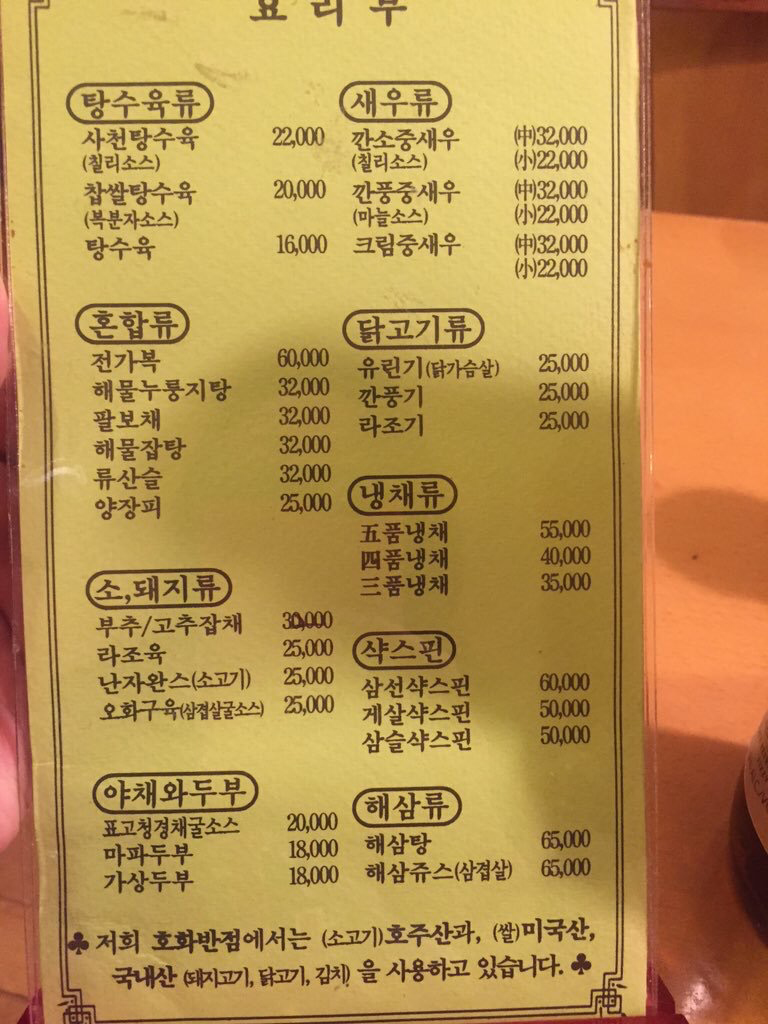 요리부
탕수육류
사천탕수육 22,000
(칠리소스)
찹쌀탕수육 20,000
(복분자소스)
탕수육 16,000
새우류
깐소중새우 (中)32,000
(칠리소스) (小)22,000
깐풍중새우 (中)32,000
(마늘소스) (小)22,000
크림중새우 (中)32,000
(小)22,000
혼합류
전가복 60,000
해물누룽지탕 32,000
팔보채 32,000
해물잡탕 32,000
류산슬 32,000
양장피 25,000
닭고기류
유린기(닭가슴살) 25,000
깐풍기 25,000
라조기 25,000
냉채류
五품냉채 55,000
四품냉채 40,000
三품냉채 35,000
소,돼지류
부추/고추잡채 30,000
라조육 25,000
난자완스(소고기) 25,000
오화구육(삼겹살굴소스) 25,000
샥스핀
삼선샥스핀 60,000
게살샥스핀 50,000
삼슬샥스핀 50,000
야채와두부
표고청경채굴소스 20,000
마파두부 18,000
가상두부 18,000
해삼류
해삼탕 65,000
해삼쥬스(삼겹살) 65,000
♣ 저희 호화반점에서는 (소고기)호주산과, (쌀)미국산,
국내산 (돼지고기, 닭고기, 김치) 을 사용하고 있습니다. ♣